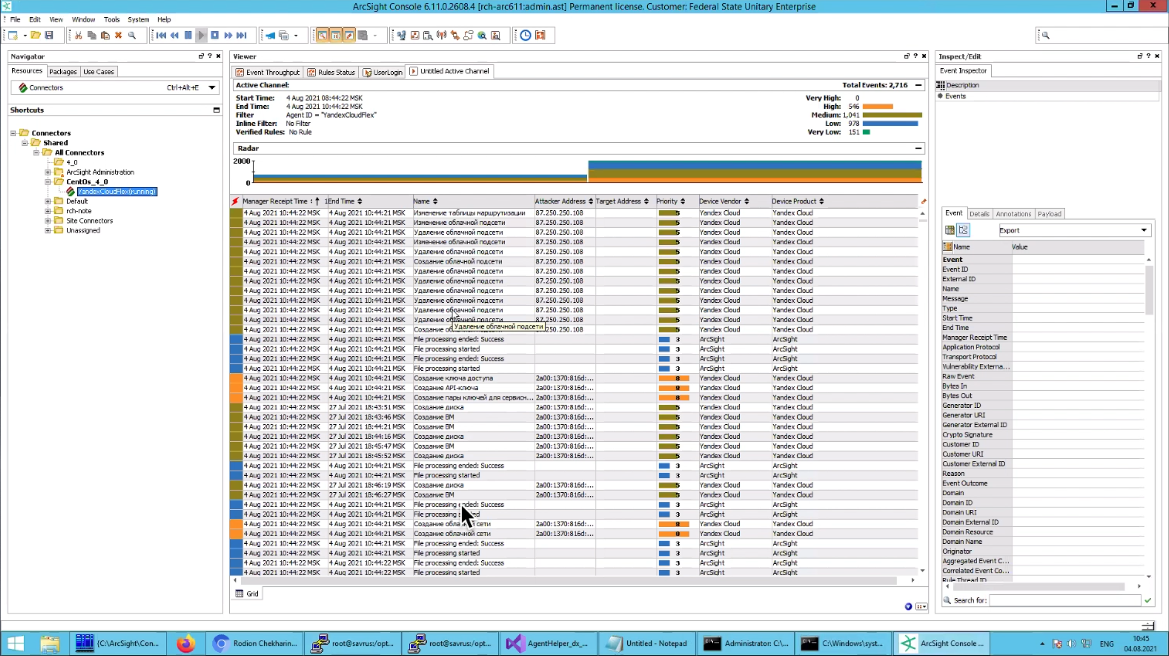 ArcSight Console 6.11.0.2608.4 [rch-arc611:admin.ast] Permanent license. Customer: Federal State Unitary Enterprise
File Edit View Window Tools System Help
Navigator
Resources Packages Use Cases
Connectors Ctrl+Alt+E
Shortcuts
Connectors
Shared
All Connectors
4_0
ArcSight Administration
CentOs_4_0
YandexCloudFlex(running)
Default
rch-note
Site Connectors
Unassigned
Viewer
Event Throughput Rules Status UserLogin Untitled Active Channel
Active Channel: Total Events: 2,716
Start Time: 4 Aug 2021 08:44:22 MSK Very High: 0
End Time: 4 Aug 2021 10:44:22 MSK High: 546
Filter Agent ID = "YandexCloudFlex" Medium: 1,041
Inline Filter: No Filter Low: 978
Verified Rules: No Rule Very Low: 151
Radar
2000
0
Manager Receipt Time End Time Name Attacker Address Target Address Priority Device Vendor Device Product
4 Aug 2021 10:44:22 MSK 4 Aug 2021 10:44:21 MSK Изменение таблицы маршрутизации 87.250.250.108 5 Yandex Cloud Yandex Cloud
4 Aug 2021 10:44:22 MSK 4 Aug 2021 10:44:21 MSK Создание облачной подсети 87.250.250.108 5 Yandex Cloud Yandex Cloud
4 Aug 2021 10:44:22 MSK 4 Aug 2021 10:44:21 MSK Удаление облачной подсети 87.250.250.108 5 Yandex Cloud Yandex Cloud
4 Aug 2021 10:44:22 MSK 4 Aug 2021 10:44:21 MSK Изменение облачной подсети 87.250.250.108 5 Yandex Cloud Yandex Cloud
4 Aug 2021 10:44:22 MSK 4 Aug 2021 10:44:21 MSK Удаление облачной подсети 87.250.250.108 5 Yandex Cloud Yandex Cloud
4 Aug 2021 10:44:22 MSK 4 Aug 2021 10:44:21 MSK Создание облачной подсети 87.250.250.108 5 Yandex Cloud Yandex Cloud
4 Aug 2021 10:44:22 MSK 4 Aug 2021 10:44:21 MSK Удаление облачной подсети 87.250.250.108 5 Yandex Cloud Yandex Cloud
4 Aug 2021 10:44:22 MSK 4 Aug 2021 10:44:21 MSK Удаление облачной подсети 87.250.250.108 5 Yandex Cloud Yandex Cloud
4 Aug 2021 10:44:22 MSK 4 Aug 2021 10:44:21 MSK Удаление облачной подсети 87.250.250.108 5 Yandex Cloud Yandex Cloud
4 Aug 2021 10:44:22 MSK 4 Aug 2021 10:44:21 MSK Удаление облачной подсети 87.250.250.108 5 Yandex Cloud Yandex Cloud
4 Aug 2021 10:44:22 MSK 4 Aug 2021 10:44:21 MSK Удаление облачной подсети 87.250.250.108 5 Yandex Cloud Yandex Cloud
4 Aug 2021 10:44:22 MSK 4 Aug 2021 10:44:21 MSK Удаление облачной подсети 87.250.250.108 5 Yandex Cloud Yandex Cloud
Удаление облачной подсети
4 Aug 2021 10:44:22 MSK 4 Aug 2021 10:44:21 MSK Создание об 87.250.250.108 5 Yandex Cloud Yandex Cloud
4 Aug 2021 10:44:22 MSK 4 Aug 2021 10:44:22 MSK File processing ended: Success 3 ArcSight ArcSight
4 Aug 2021 10:44:22 MSK 4 Aug 2021 10:44:22 MSK File processing started 3 ArcSight ArcSight
4 Aug 2021 10:44:22 MSK 4 Aug 2021 10:44:22 MSK File processing ended: Success 3 ArcSight ArcSight
4 Aug 2021 10:44:22 MSK 4 Aug 2021 10:44:22 MSK File processing started 3 ArcSight ArcSight
4 Aug 2021 10:44:22 MSK 4 Aug 2021 10:44:21 MSK Создание ключа доступа 2a00:1370:816d:... 8 Yandex Cloud Yandex Cloud
4 Aug 2021 10:44:22 MSK 4 Aug 2021 10:44:21 MSK Создание API-ключа 2a00:1370:816d:... 8 Yandex Cloud Yandex Cloud
4 Aug 2021 10:44:22 MSK 4 Aug 2021 10:44:21 MSK Создание пары ключей для сервисн... 2a00:1370:816d:... 8 Yandex Cloud Yandex Cloud
4 Aug 2021 10:44:22 MSK 27 Jul 2021 18:43:51 MSK Создание диска 2a00:1370:816d:... 5 Yandex Cloud Yandex Cloud
4 Aug 2021 10:44:22 MSK 27 Jul 2021 18:43:46 MSK Создание ВМ 2a00:1370:816d:... 5 Yandex Cloud Yandex Cloud
4 Aug 2021 10:44:22 MSK 27 Jul 2021 18:44:21 MSK Создание ВМ 2a00:1370:816d:... 5 Yandex Cloud Yandex Cloud
4 Aug 2021 10:44:22 MSK 27 Jul 2021 18:44:16 MSK Создание диска 2a00:1370:816d:... 5 Yandex Cloud Yandex Cloud
4 Aug 2021 10:44:22 MSK 27 Jul 2021 18:45:47 MSK Создание ВМ 2a00:1370:816d:... 5 Yandex Cloud Yandex Cloud
4 Aug 2021 10:44:22 MSK 27 Jul 2021 18:45:52 MSK Создание диска 2a00:1370:816d:... 5 Yandex Cloud Yandex Cloud
4 Aug 2021 10:44:22 MSK 4 Aug 2021 10:44:21 MSK File processing ended: Success 3 ArcSight ArcSight
4 Aug 2021 10:44:22 MSK 4 Aug 2021 10:44:21 MSK File processing started 3 ArcSight ArcSight
4 Aug 2021 10:44:22 MSK 27 Jul 2021 18:46:19 MSK Создание диска 2a00:1370:816d:... 5 Yandex Cloud Yandex Cloud
4 Aug 2021 10:44:22 MSK 27 Jul 2021 18:46:27 MSK Создание ВМ 2a00:1370:816d:... 5 Yandex Cloud Yandex Cloud
4 Aug 2021 10:44:22 MSK 4 Aug 2021 10:44:21 MSK File processing ended: Success 3 ArcSight ArcSight
4 Aug 2021 10:44:22 MSK 4 Aug 2021 10:44:21 MSK File processing 3 ArcSight ArcSight
4 Aug 2021 10:44:22 MSK 4 Aug 2021 10:44:21 MSK Создание сети 2a00:1370:816d:... 8 Yandex Cloud Yandex Cloud
4 Aug 2021 10:44:22 MSK 4 Aug 2021 10:44:21 MSK Создание облачной сети 2a00:1370:816d:... 8 Yandex Cloud Yandex Cloud
4 Aug 2021 10:44:22 MSK 4 Aug 2021 10:44:21 MSK File processing ended: Success 3 ArcSight ArcSight
4 Aug 2021 10:44:22 MSK 4 Aug 2021 10:44:21 MSK File processing started 3 ArcSight ArcSight
4 Aug 2021 10:44:22 MSK 4 Aug 2021 10:44:21 MSK File processing ended: Success 3 ArcSight ArcSight
4 Aug 2021 10:44:22 MSK 4 Aug 2021 10:44:21 MSK File processing started 3 ArcSight ArcSight
Grid
Inspect/Edit
Event Inspector
Description
Events
Event Details Annotations Payload
Export
Name Value
Event
Event ID
External ID
Name
Message
Type
Start Time
End Time
Manager Receipt Time
Application Protocol
Transport Protocol
Vulnerability Externa...
Raw Event
Bytes In
Bytes Out
Generator ID
Generator URI
Crypto Signature
Customer ID
Customer URI
Customer External ID
Reason
Event Outcome
Domain
Domain ID
Domain URI
Domain External ID
Domain Resource
Domain Name
Originator
Aggregated Event C...
Correlated Event Co...
Rule Thread ID
Search for:
{C:\ArcSight\Con... Rodion Chekharin... root@savrus/opt... root@savrus/opt... AgentHelper_dx_... Untitled - Notepad Administrator: C:\... C:\Windows\syst... ArcSight Console ... ENG 10:45
04.08.2021